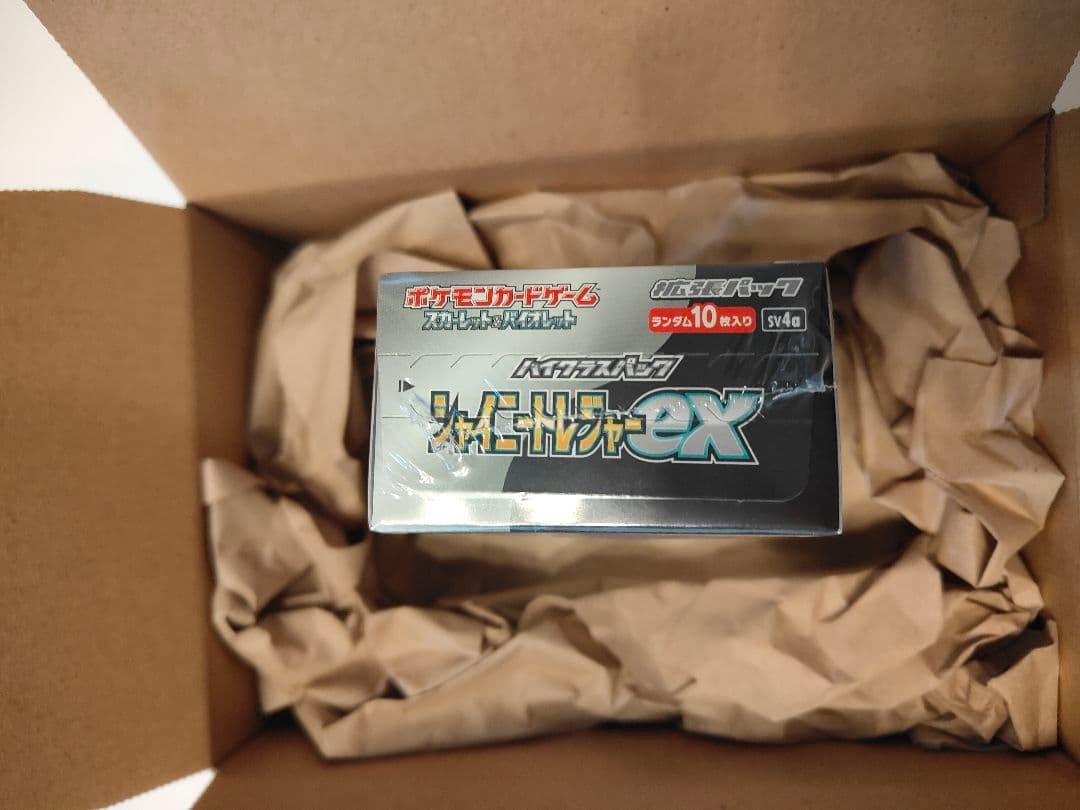 ポケモンカードゲーム
スカーレット&バイオレット
拡張パック
ランダム10枚入り SV4a
ハイクラスパック
シャイニートレジャーex